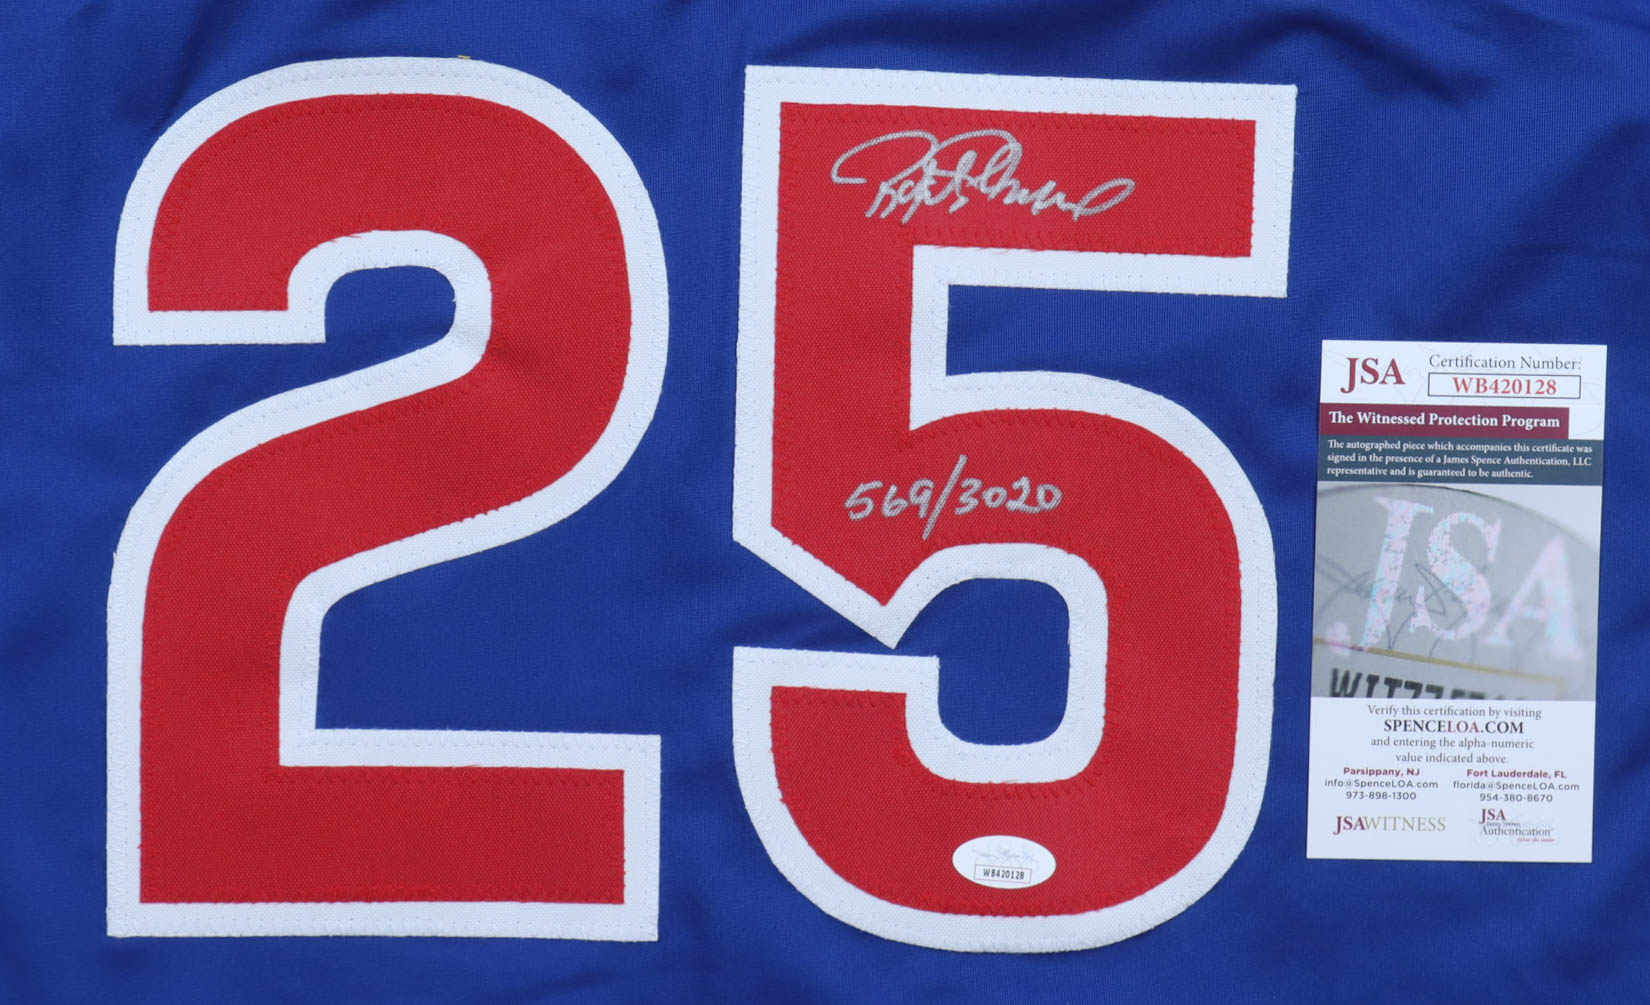 25
569/3020
WB420128
JSA
Certification Number:
WB420128
The Witnessed Protection Program
The autographed piece which accompanies this certificate was
signed in the presence of a James Spence Authentication, LLC
representative and is guaranteed to be authentic.
JSA
Verify this certification by visiting
SPENCELOA.COM
and entering the alpha-numeric
value indicated above.
Parsippany, NJ
info@SpenceLOA.com
973-898-1300
Fort Lauderdale, FL
florida@SpenceLOA.com
954-380-8670
JSAWITNESS
JSA
James Spence
Authentication